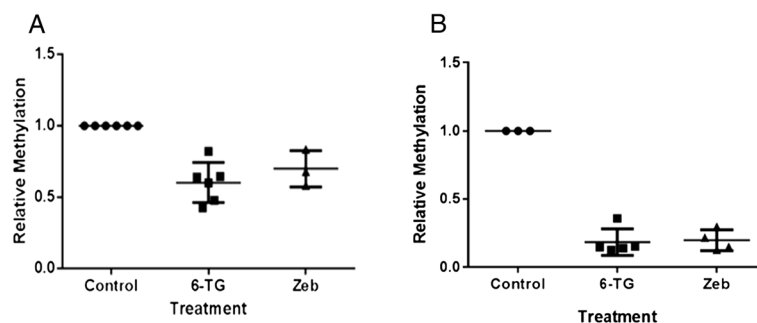 A
Relative Methylation
1.5
1.0
0.5
0.0
Control 6-TG Zeb
Treatment
B
Relative Methylation
1.5
1.0
0.5
0.0
Control 6-TG Zeb
Treatment